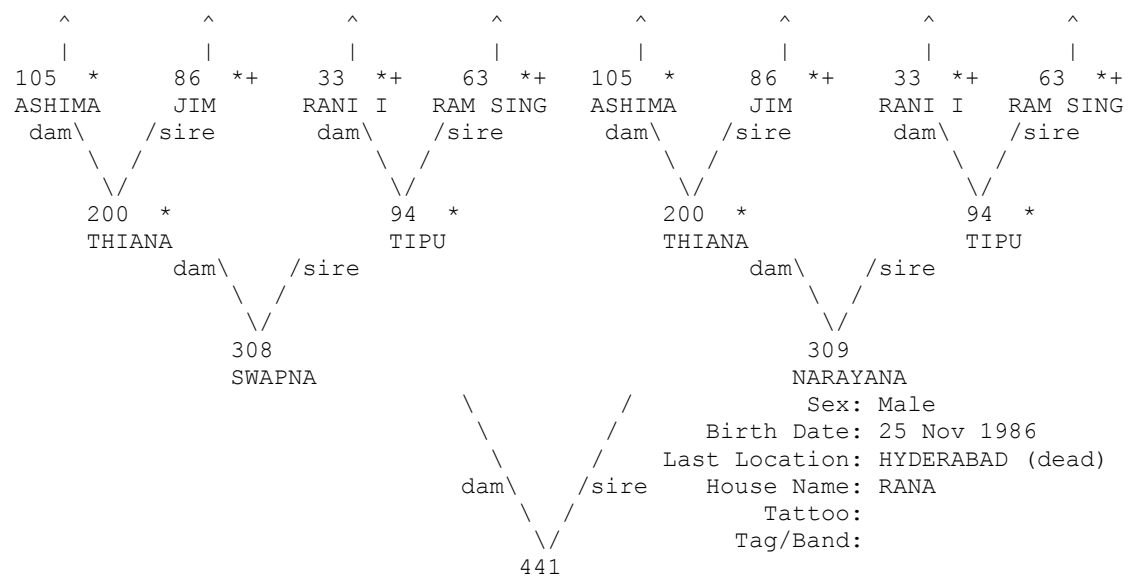 ^ ^ ^ ^ ^ ^ ^ ^
| | | | | | | |
105 * 86 *+ 33 *+ 63 *+ 105 * 86 *+ 33 *+ 63 *+
ASHIMA JIM RANI I RAM SING ASHIMA JIM RANI I RAM SING
dam\ /sire dam\ /sire dam\ /sire dam\ /sire
\ / \ / \ / \ /
\/ \/ \/ \/
200 * 94 * 200 * 94 *
THIANA TIPU THIANA TIPU
dam\ /sire dam\ /sire
\ / \ /
\/ \/
308 309
SWAPNA NARAYANA
\ / Sex: Male
\ / Birth Date: 25 Nov 1986
\ / Last Location: HYDERABAD (dead)
dam\ /sire House Name: RANA
\ / Tattoo:
\/ Tag/Band:
441